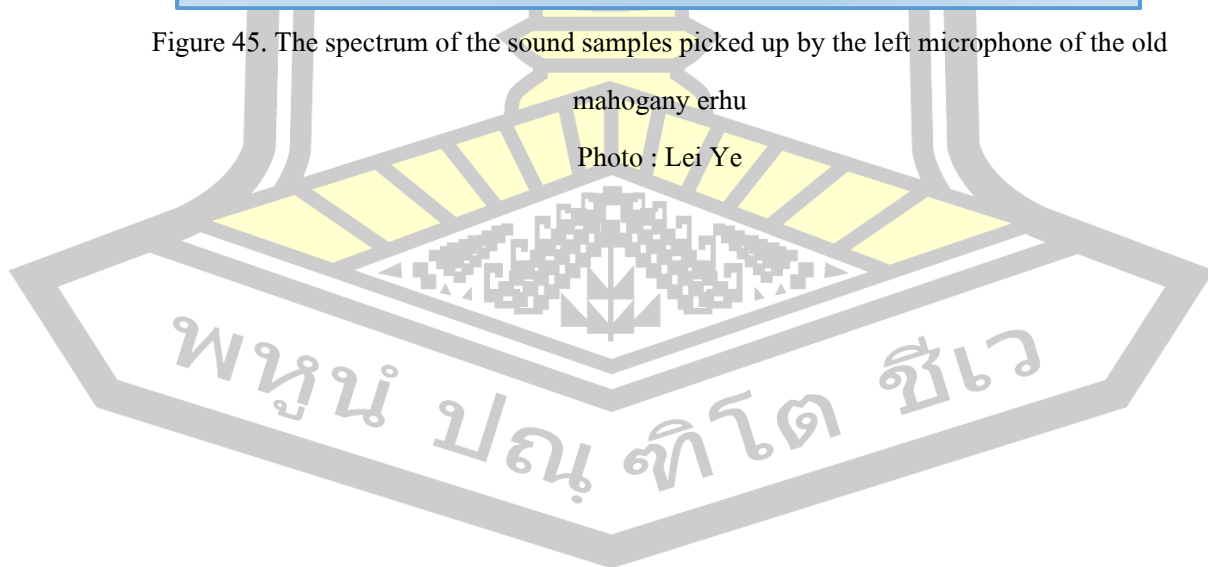 Figure 45. The spectrum of the sound samples picked up by the left microphone of the old
mahogany erhu
Photo : Lei Ye
พหูนํ ปณฺฑิโต ชีเว